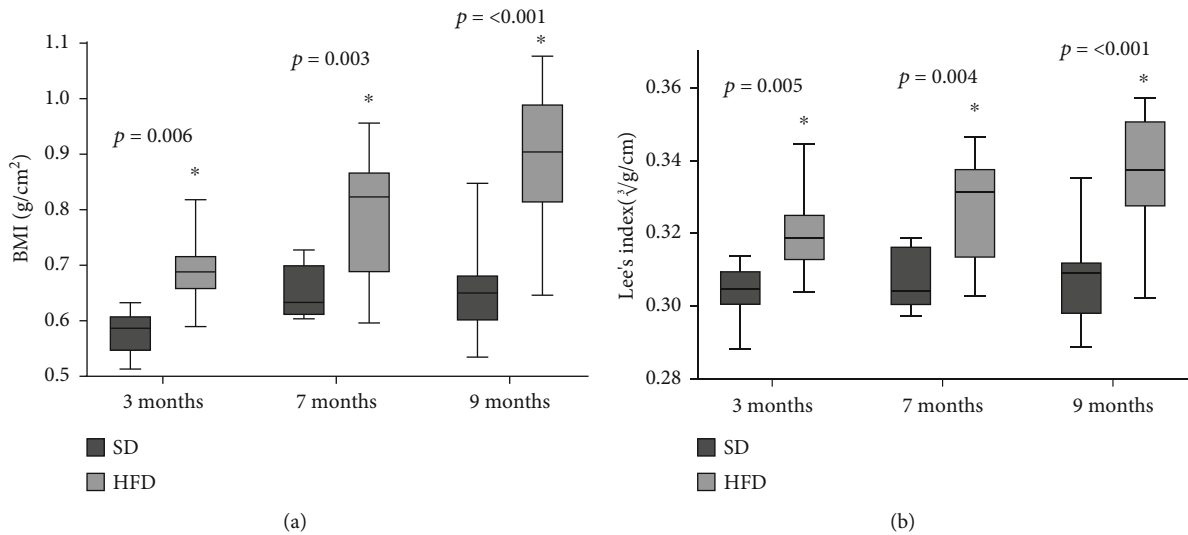 p = <0.001
*
p = 0.003
*
p = 0.006
*
1.1
1.0
0.9
0.8
0.7
0.6
0.5
BMI (g/cm²)
3 months 7 months 9 months
SD
HFD
(a)
p = <0.001
*
p = 0.004
*
p = 0.005
*
0.36
0.34
0.32
0.30
0.28
Lee's index(∛/g/cm)
3 months 7 months 9 months
SD
HFD
(b)